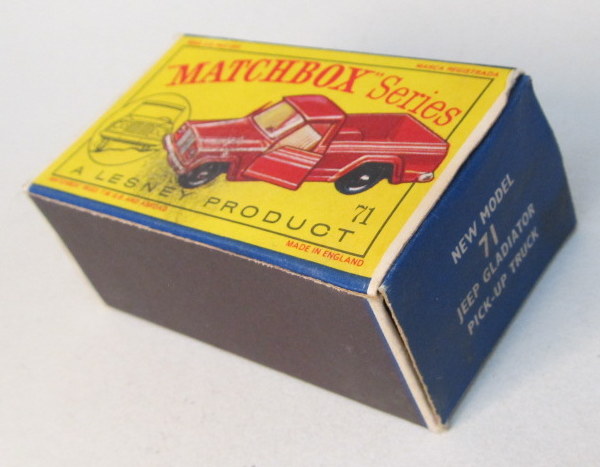 MARCA REGISTRADA
"MATCHBOX" Series
A LESNEY PRODUCT
71
MADE IN ENGLAND
NEW MODEL
71
JEEP GLADIATOR
PICK-UP TRUCK